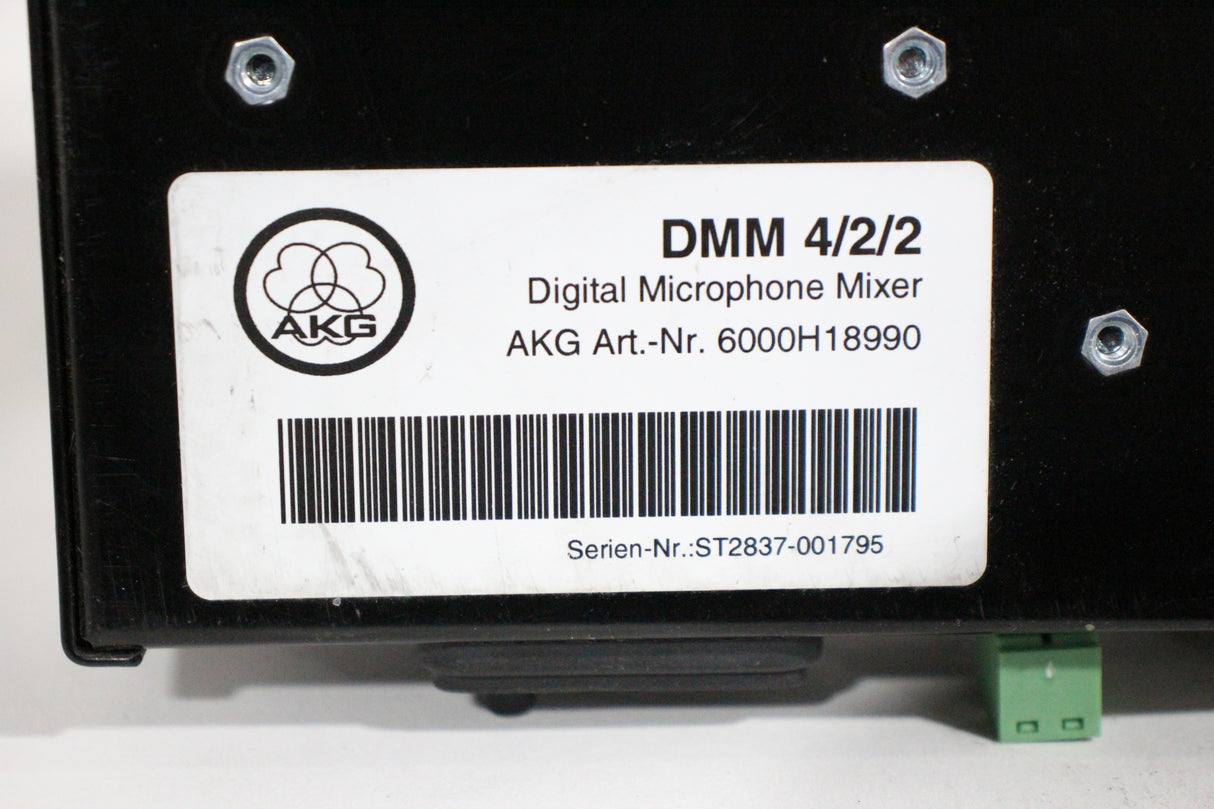 AKG
DMM 4/2/2
Digital Microphone Mixer
AKG Art.-Nr. 6000H18990
Serien-Nr.:ST2837-001795